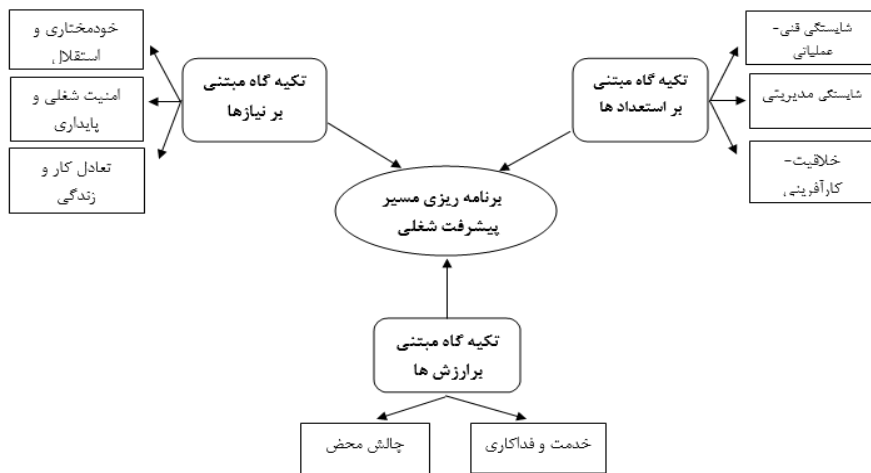 شایستگی فنی-
عملیاتی
شایستگی مدیریتی
خلاقیت-
کارآفرینی
تکیه گاه مبتنی
بر استعداد ها
تکیه گاه مبتنی
بر نیازها
خودمختاری و
استقلال
امنیت شغلی و
پایداری
تعادل کار و
زندگی
برنامه ریزی مسیر
پیشرفت شغلی
تکیه گاه مبتنی
برارزش ها
خدمت و فداکاری
چالش محض